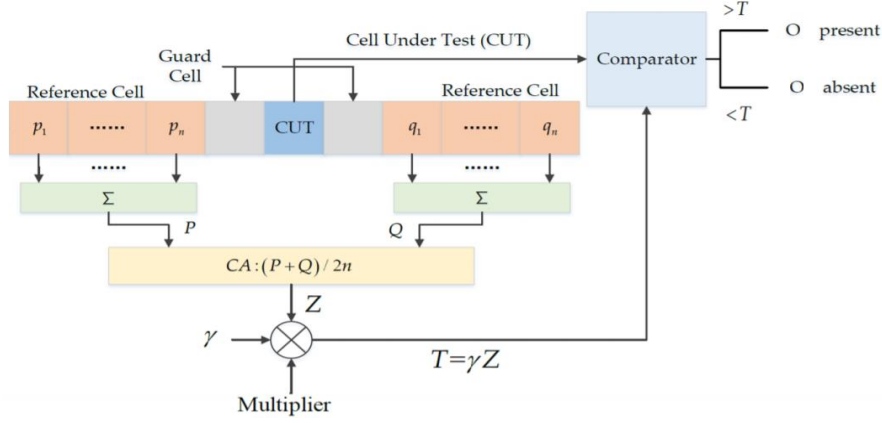 >T
O present
Cell Under Test (CUT)
Guard
Cell
Comparator
Reference Cell
Reference Cell
O absent
<T
p₁ ...... pₙ CUT q₁ ...... qₙ
...... ......
Σ Σ
P Q
CA:(P+Q)/2n
Z
γ
T=γZ
Multiplier